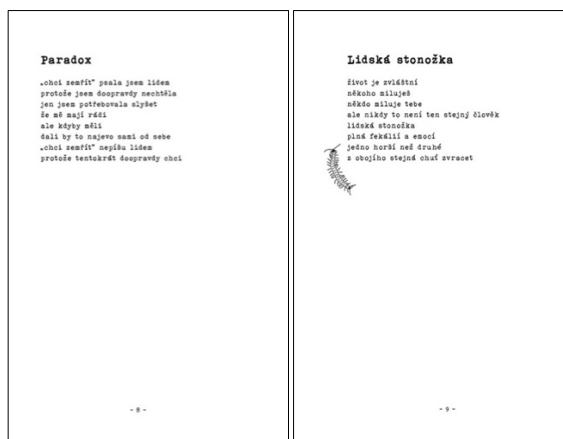 Paradox
„chci zemřít" psala jsem lidem
protože jsem doopravdy nechtěla
jen jsem potřebovala slyšet
že mě mají rádi
ale kdyby měli
dali by to najevo sami od sebe
„chci zemřít" nepíšu lidem
protože tentokrát doopravdy chci
- 8 -
Lidská stonožka
život je zvláštní
někoho miluješ
někdo miluje tebe
ale nikdy to není ten stejný člověk
lidská stonožka
plná fekálií a emocí
jedno horší než druhé
z obojího stejná chuť zvracet
- 9 -